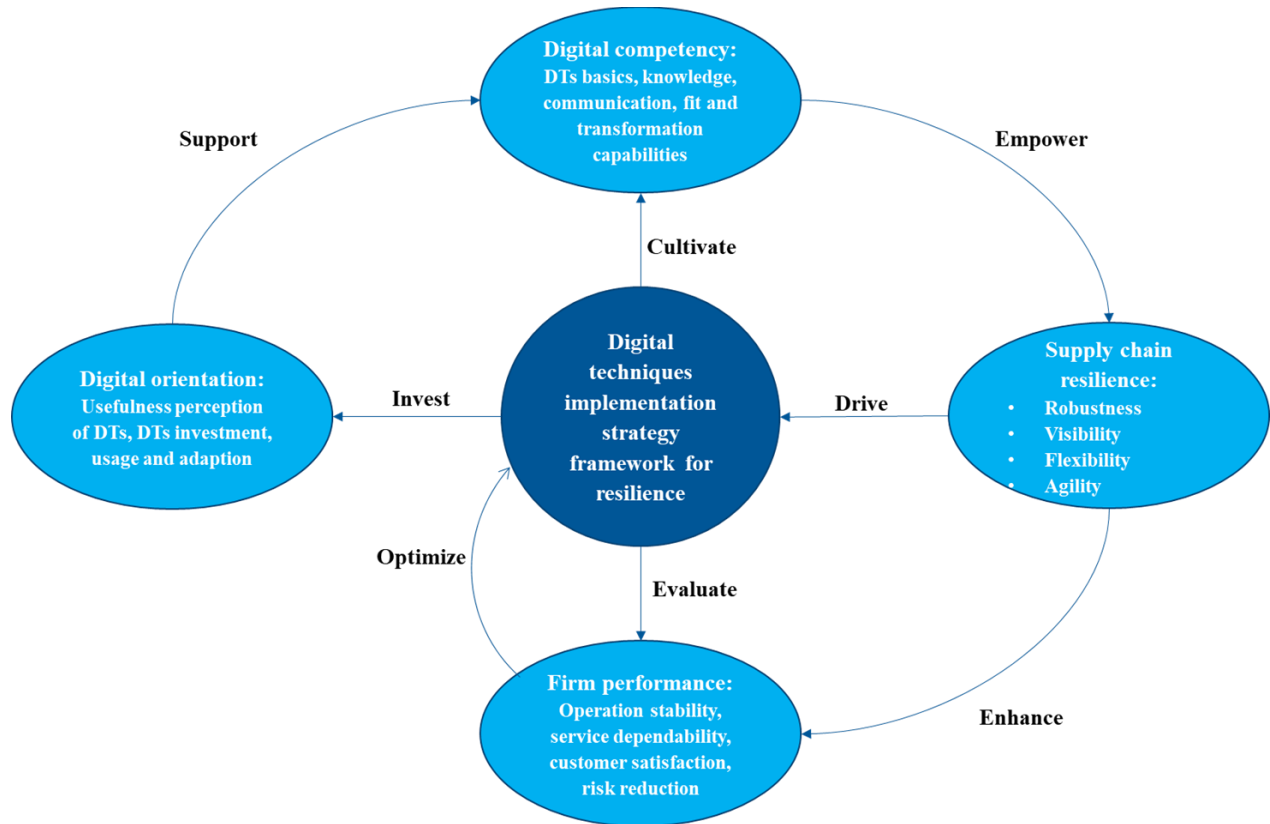 Digital competency:
DTs basics, knowledge,
communication, fit and
transformation
capabilities
Support
Empower
Cultivate
Digital orientation:
Usefulness perception
of DTs, DTs investment,
usage and adaption
Invest
Digital
techniques
implementation
strategy
framework for
resilience
Drive
Supply chain
resilience:
• Robustness
• Visibility
• Flexibility
• Agility
Optimize
Evaluate
Enhance
Firm performance:
Operation stability,
service dependability,
customer satisfaction,
risk reduction